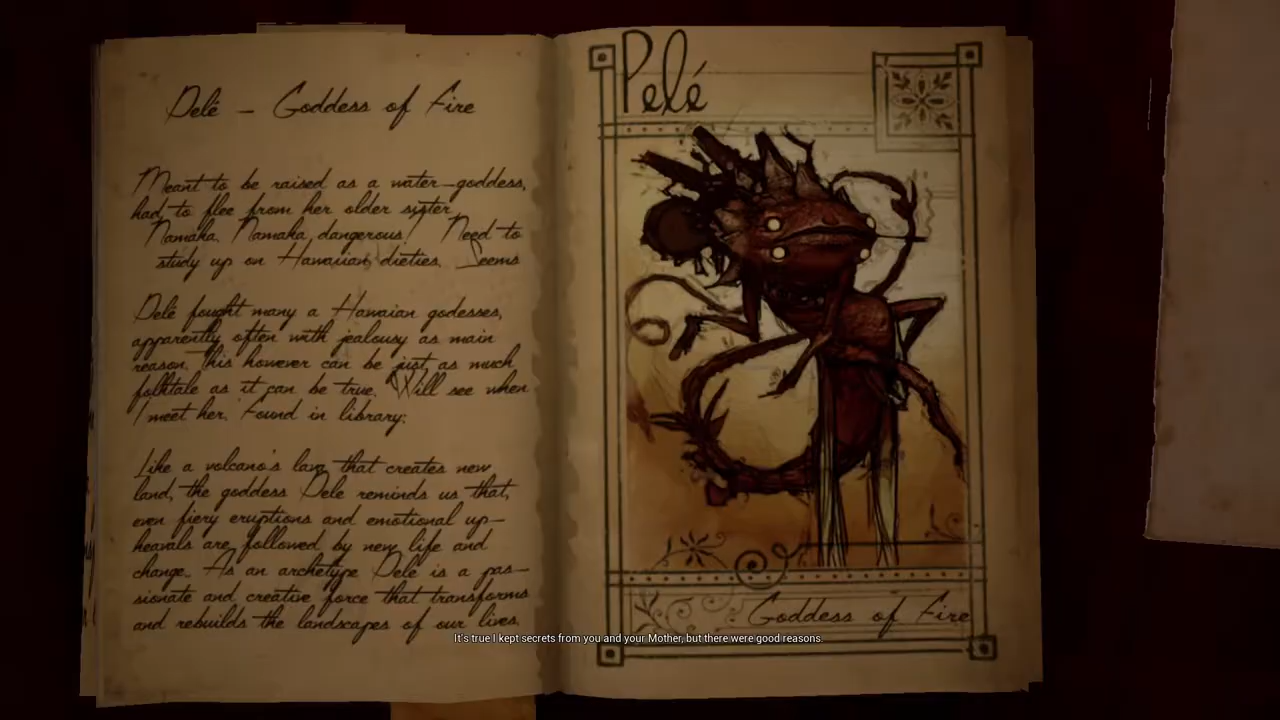 Pelé – Goddess of Fire
Meant to be raised as a water-goddess,
had to flee from her older sister
Namaka. Namaka dangerous! Need to
study up on Hawaiian dieties. Seems
Pelé fought many a Hawaian godesses,
apparently often with jealousy as main
reason. This however can be just as much
folktale as it can be true. Will see when
I meet her. Found in library:
Like a volcano's lava that creates new
land, the goddess Pele reminds us that,
even fiery eruptions and emotional up-
heavals are followed by new life and
change. As an archetype Pele is a pas-
sionate and creative force that transforms
and rebuilds the landscapes of our lives.
Pelé
Goddess of Fire
It's true I kept secrets from you and your Mother, but there were good reasons.